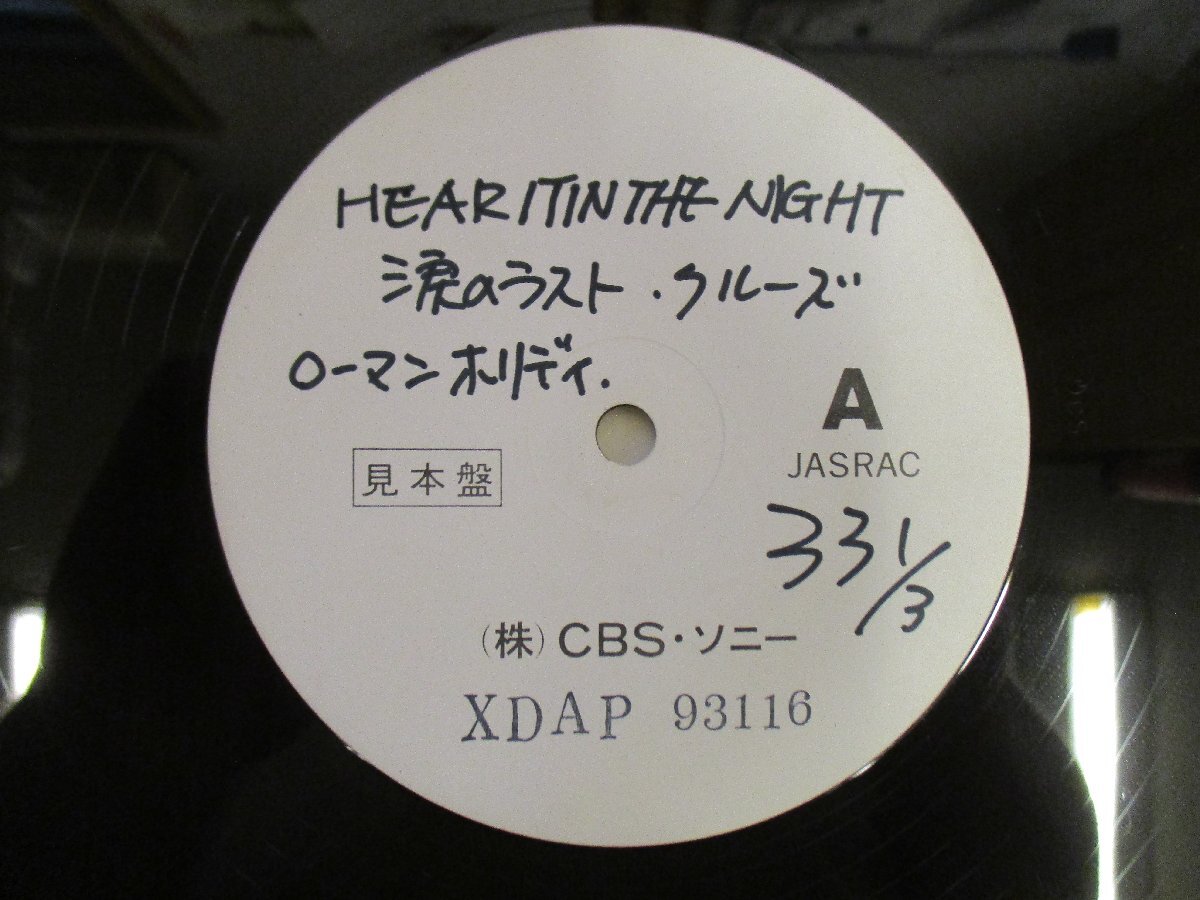 HEAR IT IN THE NIGHT
涙のラスト・クルーズ
ローマンホリディ.
A
JASRAC
見本盤
33 1/3
(株)CBS・ソニー
XDAP 93116